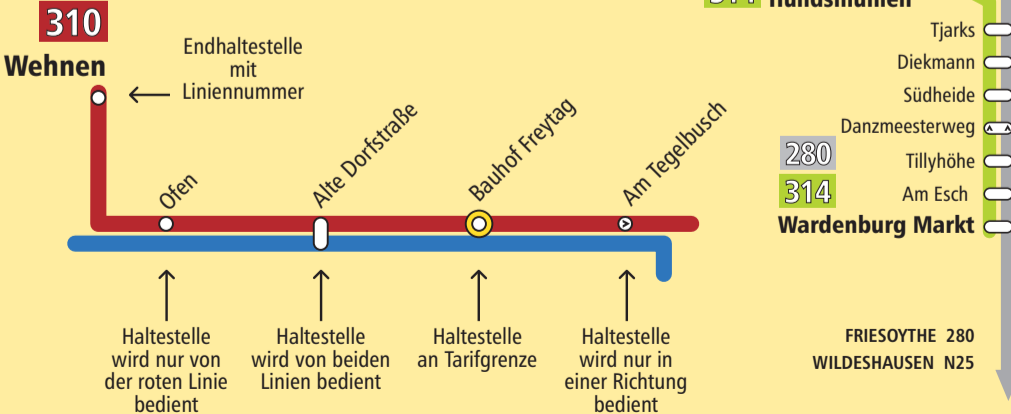 310
Wehnen
Endhaltestelle
mit
Liniennummer
Ofen
Alte Dorfstraße
Bauhof Freytag
Am Tegelbusch
Haltestelle
wird nur von
der roten Linie
bedient
Haltestelle
wird von beiden
Linien bedient
Haltestelle
an Tarifgrenze
Haltestelle
wird nur in
einer Richtung
bedient
Hundsmühlen
Tjarks
Diekmann
Südheide
Danzmeesterweg
280
Tillyhöhe
314
Am Esch
Wardenburg Markt
FRIESOYTHE 280
WILDESHAUSEN N25